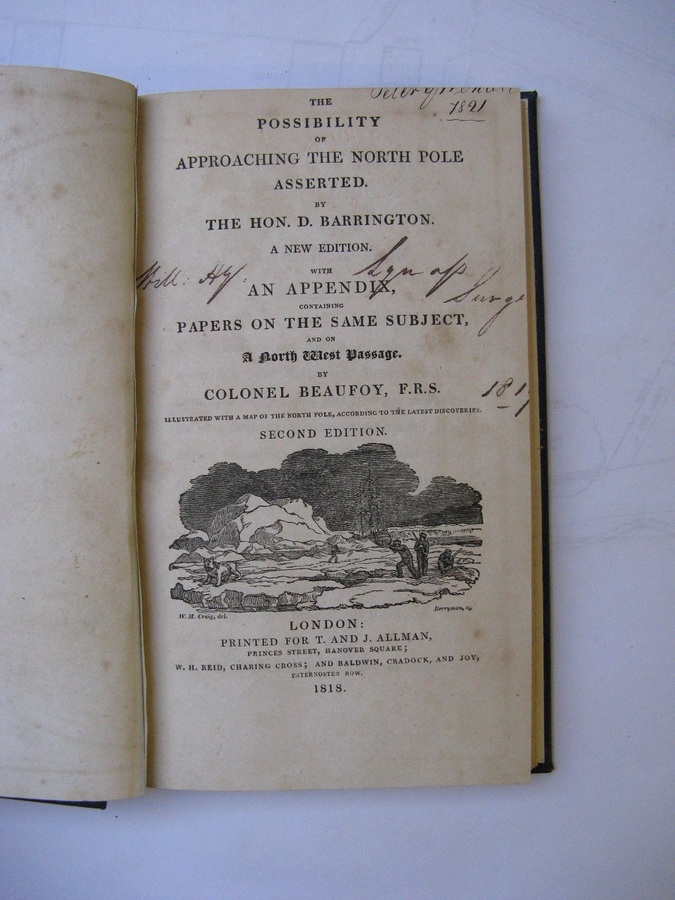 1821
THE
POSSIBILITY
OF
APPROACHING THE NORTH POLE
ASSERTED.
BY
THE HON. D. BARRINGTON.
A NEW EDITION.
WITH
Will:
AN APPENDIX,
CONTAINING
PAPERS ON THE SAME SUBJECT,
AND ON
A North West Passage.
BY
COLONEL BEAUFOY, F.R.S.
ILLUSTRATED WITH A MAP OF THE NORTH POLE, ACCORDING TO THE LATEST DISCOVERIES.
SECOND EDITION.
W. M. Craig, del.
Berryman, sc.
LONDON:
PRINTED FOR T. AND J. ALLMAN,
PRINCES STREET, HANOVER SQUARE;
W. H. REID, CHARING CROSS; AND BALDWIN, CRADOCK, AND JOY,
PATERNOSTER ROW.
1818.